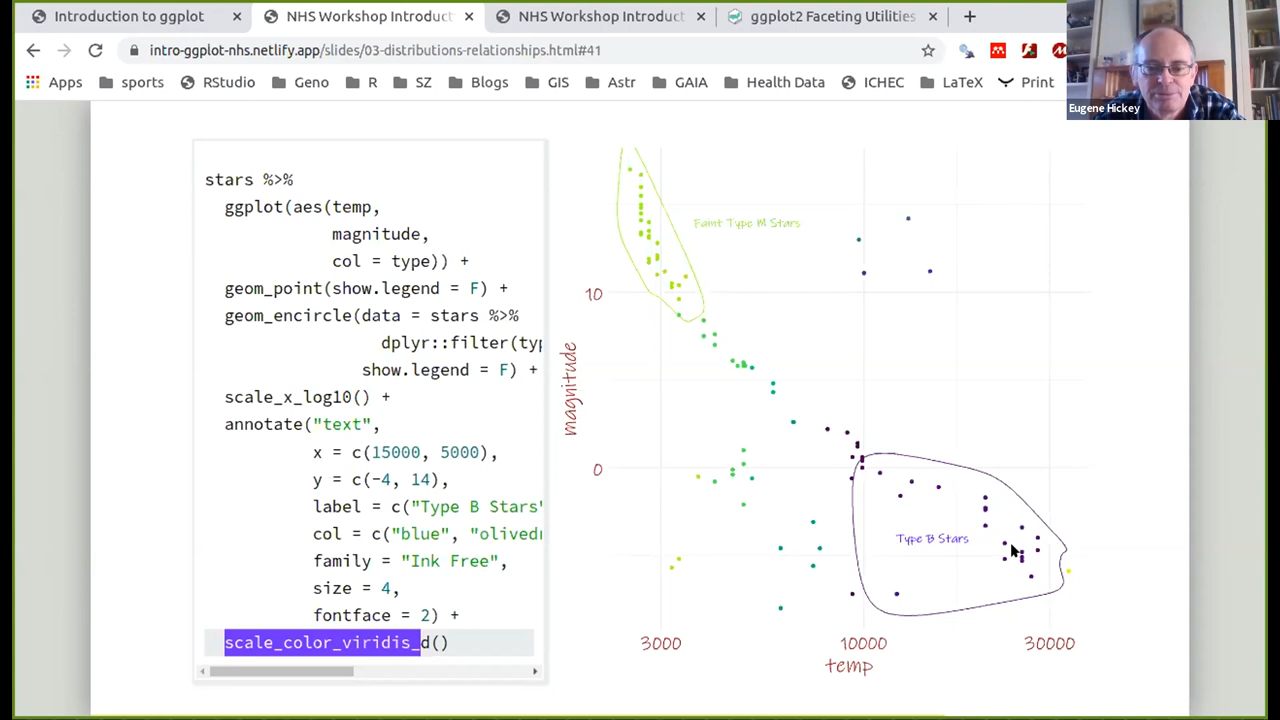 Introduction to ggplot
NHS Workshop Introduct
NHS Workshop Introduct
ggplot2 Faceting Utilities
intro-ggplot-nhs.netlify.app/slides/03-distributions-relationships.html#41
Apps sports RStudio Geno R SZ Blogs GIS Astr GAIA Health Data ICHEC LaTeX Print
Eugene Hickey
stars %>%
ggplot(aes(temp,
magnitude,
col = type)) +
geom_point(show.legend = F) +
geom_encircle(data = stars %>%
dplyr::filter(typ
show.legend = F) +
scale_x_log10() +
annotate("text",
x = c(15000, 5000),
y = c(-4, 14),
label = c("Type B Stars"
col = c("blue", "olivedr
family = "Ink Free",
size = 4,
fontface = 2) +
scale_color_viridis_d()
Faint Type M Stars
10
magnitude
0
Type B Stars
3000 10000 30000
temp